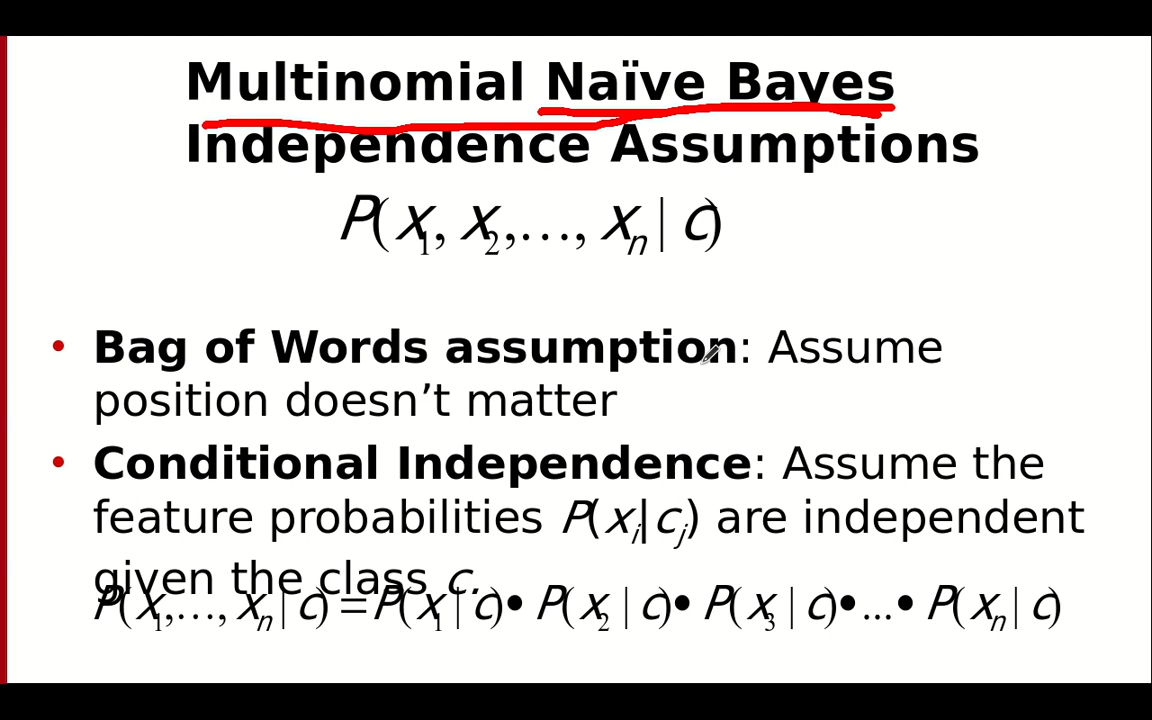 Multinomial Naïve Bayes
Independence Assumptions
P(x₁, x₂,…, xₙ | c)
• Bag of Words assumption: Assume
position doesn’t matter
• Conditional Independence: Assume the
feature probabilities P(xᵢ|cⱼ) are independent
given the class c.
P(x₁,…, xₙ | c) = P(x₁ | c)• P(x₂ | c)• P(x₃ | c)•...• P(xₙ | c)